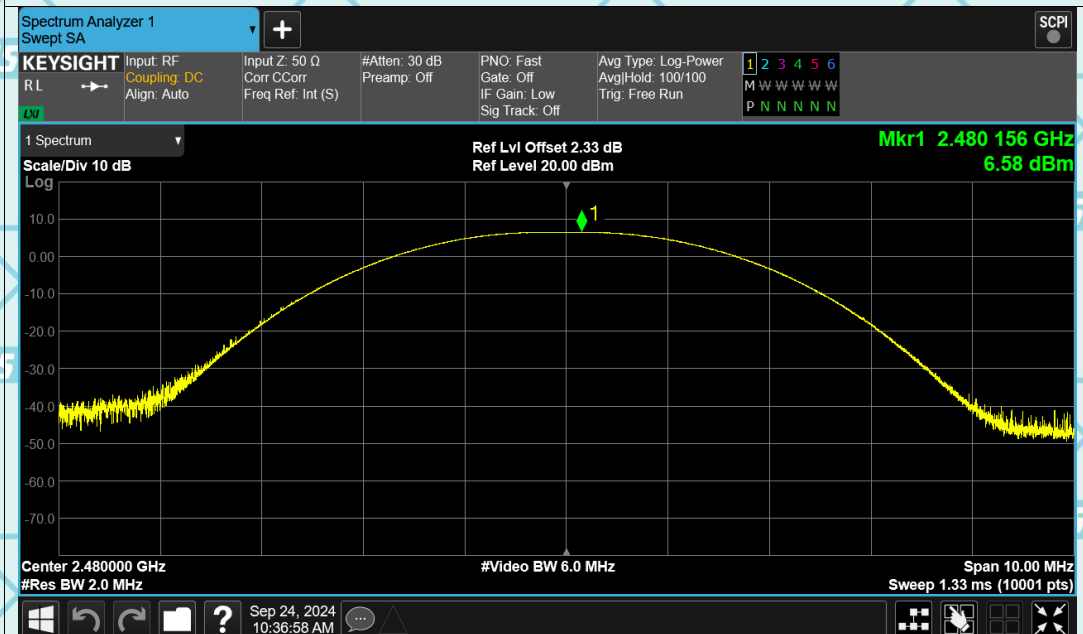 Spectrum Analyzer 1
Swept SA
+
SCPI
KEYSIGHT
RL
LXI
Input: RF
Coupling: DC
Align: Auto
Input Z: 50 Ω
Corr CCorr
Freq Ref: Int (S)
#Atten: 30 dB
Preamp: Off
PNO: Fast
Gate: Off
IF Gain: Low
Sig Track: Off
Avg Type: Log-Power
Avg|Hold: 100/100
Trig: Free Run
1 2 3 4 5 6
M W W W W W
P N N N N N
1 Spectrum
Scale/Div 10 dB
Log
Ref Lvl Offset 2.33 dB
Ref Level 20.00 dBm
Mkr1 2.480 156 GHz
6.58 dBm
1
10.0
0.00
-10.0
-20.0
-30.0
-40.0
-50.0
-60.0
-70.0
Center 2.480000 GHz
#Res BW 2.0 MHz
#Video BW 6.0 MHz
Span 10.00 MHz
Sweep 1.33 ms (10001 pts)
?
Sep 24, 2024
10:36:58 AM